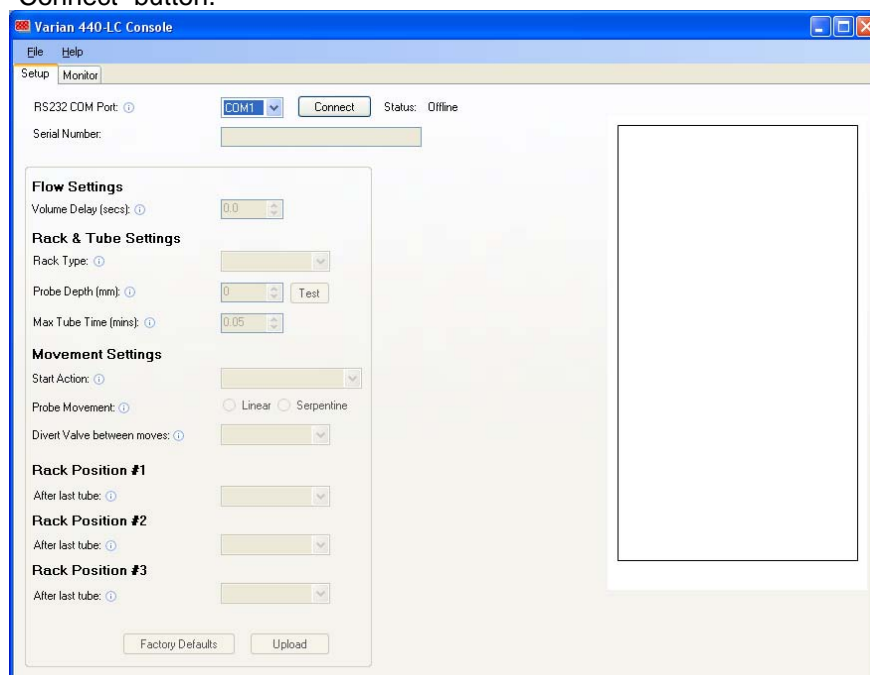 "Connect" button.
Varian 440-LC Console
File Help
Setup Monitor
RS232 COM Port: COM1 Connect Status: Offline
Serial Number:
Flow Settings
Volume Delay (secs): 0.0
Rack & Tube Settings
Rack Type:
Probe Depth (mm): 0 Test
Max Tube Time (mins): 0.05
Movement Settings
Start Action:
Probe Movement: Linear Serpentine
Divert Valve between moves:
Rack Position #1
After last tube:
Rack Position #2
After last tube:
Rack Position #3
After last tube:
Factory Defaults Upload